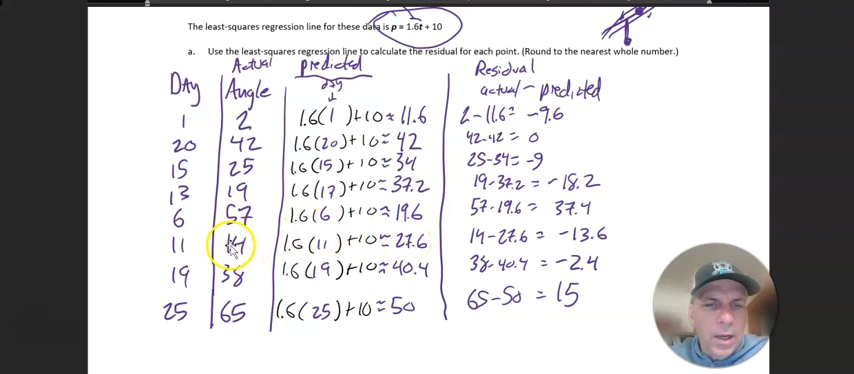 The least-squares regression line for these data is p = 1.6t + 10
a. Use the least-squares regression line to calculate the residual for each point. (Round to the nearest whole number.)
Actual predicted Residual
DAY Angle day actual - predicted
1 2 1.6(1)+10≈11.6 2-11.6= -9.6
20 42 1.6(20)+10≈42 42-42= 0
15 25 1.6(15)+10≈34 25-34=-9
13 19 1.6(17)+10≈37.2 19-37.2=-18.2
6 57 1.6(6)+10≈19.6 57-19.6= 37.4
11 14 1.6(11)+10≈27.6 14-27.6 = -13.6
19 38 1.6(19)+10≈40.4 38-40.4=-2.4
25 65 1.6(25)+10≈50 65-50 = 15